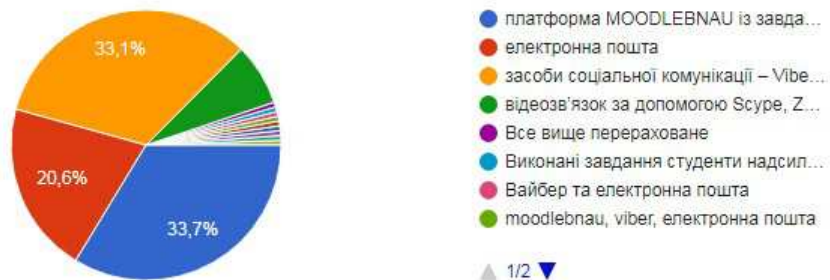 33,1%
20,6%
33,7%
платформа MOODLEBNAU із завда...
електронна пошта
засоби соціальної комунікації – Vibe...
відеозв'язок за допомогою Scype, Z...
Все вище перераховане
Виконані завдання студенти надсил...
Вайбер та електронна пошта
moodlebnau, viber, електронна пошта
1/2